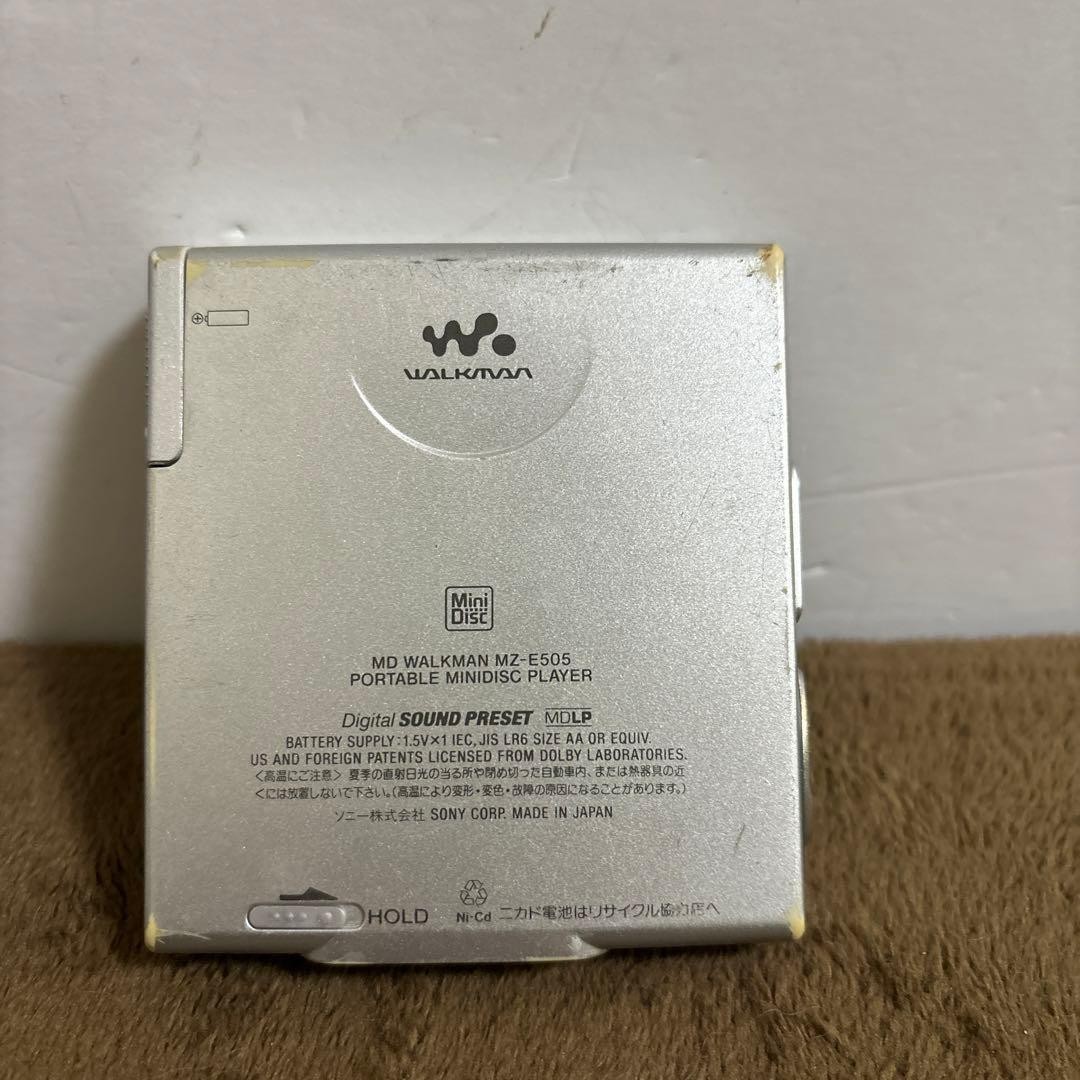 WALKMAN
Mini
Disc
MD WALKMAN MZ-E505
PORTABLE MINIDISC PLAYER
Digital SOUND PRESET MDLP
BATTERY SUPPLY:1.5V×1 IEC, JIS LR6 SIZE AA OR EQUIV.
US AND FOREIGN PATENTS LICENSED FROM DOLBY LABORATORIES.
〈高温にご注意〉 夏季の直射日光の当る所や閉め切った自動車内、または熱器具の近
くには放置しないで下さい。(高温により変形・変色・故障の原因になることがあります。)
ソニー株式会社 SONY CORP. MADE IN JAPAN
HOLD
Ni-Cd ニカド電池はリサイクル協力店へ